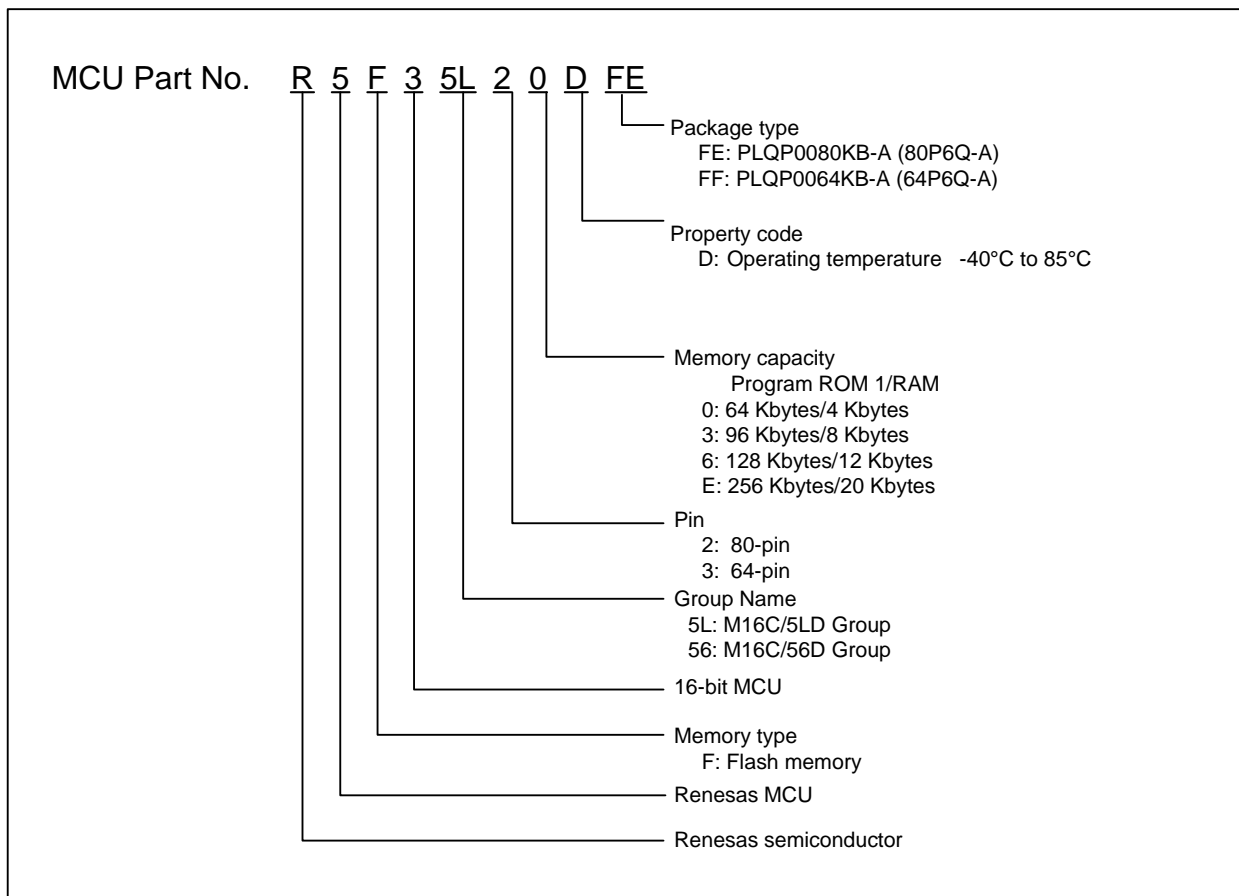 MCU Part No. R 5 F 3 5L 2 0 D FE
Package type
FE: PLQP0080KB-A (80P6Q-A)
FF: PLQP0064KB-A (64P6Q-A)
Property code
D: Operating temperature -40°C to 85°C
Memory capacity
Program ROM 1/RAM
0: 64 Kbytes/4 Kbytes
3: 96 Kbytes/8 Kbytes
6: 128 Kbytes/12 Kbytes
E: 256 Kbytes/20 Kbytes
Pin
2: 80-pin
3: 64-pin
Group Name
5L: M16C/5LD Group
56: M16C/56D Group
16-bit MCU
Memory type
F: Flash memory
Renesas MCU
Renesas semiconductor